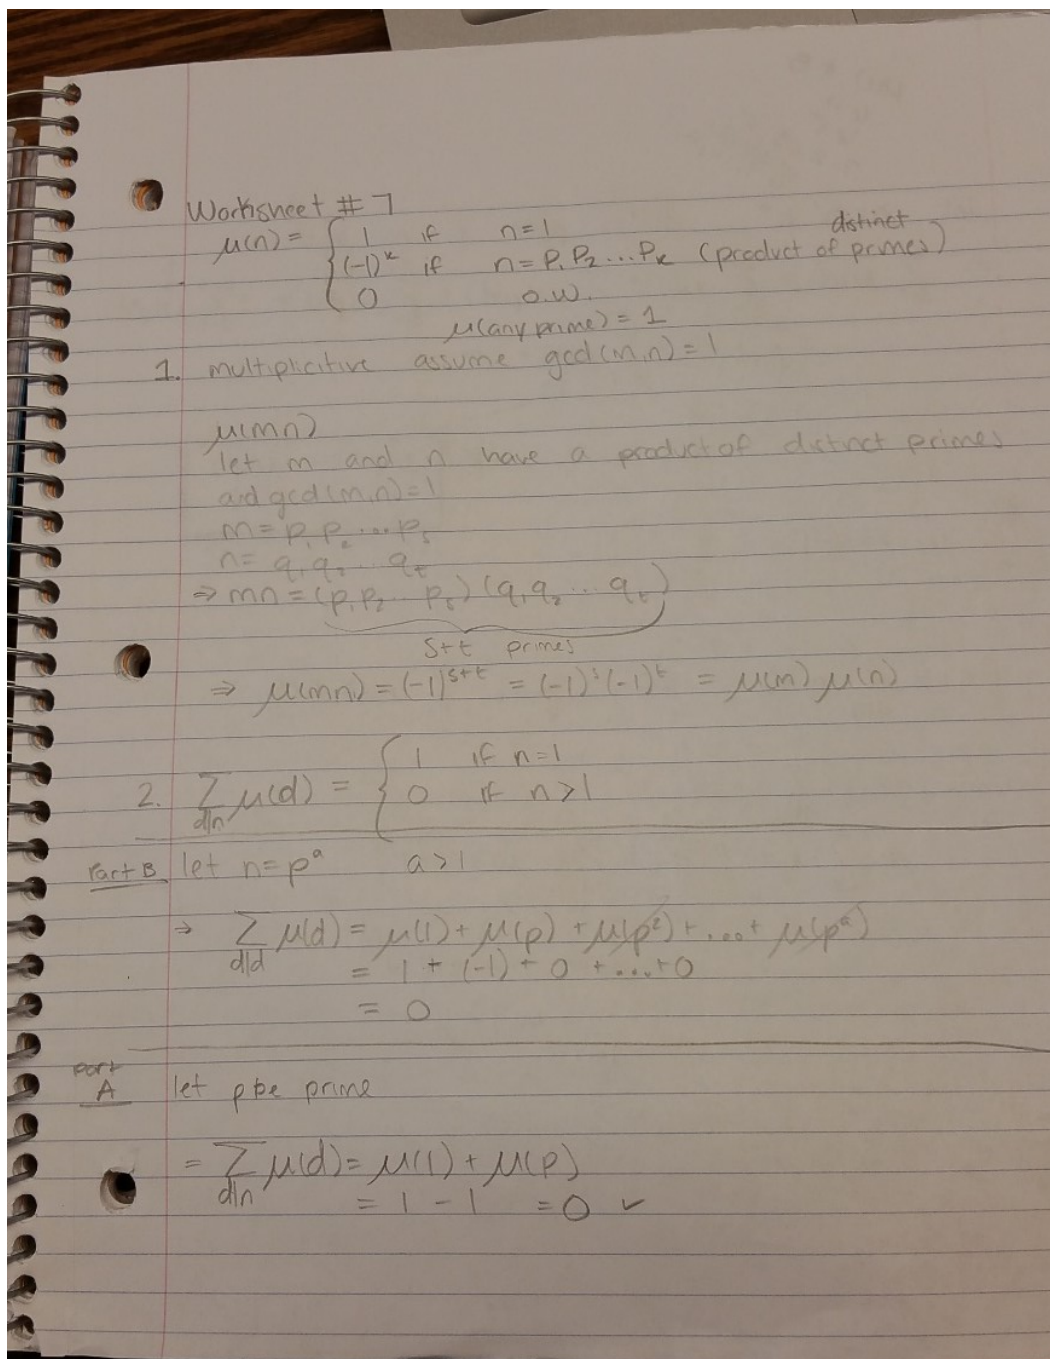 Worksheet # 7
distinct
μ(n) = { 1 if n=1
(-1)^k if n = P₁P₂...Pₖ (product of primes)
0 o.w.
μ(any prime) = 1
1. multiplicitive assume gcd(m,n)=1
μ(mn)
let m and n have a product of distinct primes
and gcd(m,n)=1
m = p₁p₂...pₛ
n = q₁q₂...qₜ
⇒ mn = (p₁p₂...pₛ)(q₁q₂...qₜ)
s+t primes
⇒ μ(mn) = (-1)^(s+t) = (-1)^s(-1)^t = μ(m) μ(n)
2. Σ_{d|n} μ(d) = { 1 if n=1
0 if n>1
Part B let n=p^a a>1
⇒ Σ_{d|d} μ(d) = μ(1) + μ(p) + μ(p²) + ... + μ(p^a)
= 1 + (-1) + 0 + ... + 0
= 0
Part A let p be prime
= Σ_{d|n} μ(d) = μ(1) + μ(p)
= 1 - 1 = 0 ✓